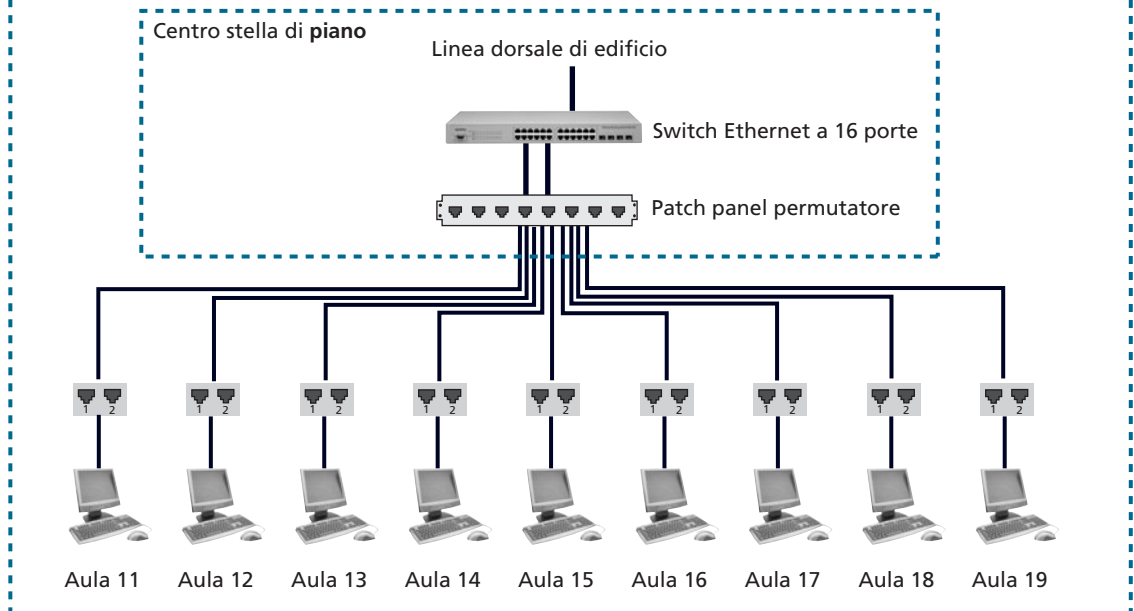 Centro stella di piano
Linea dorsale di edificio
Switch Ethernet a 16 porte
Patch panel permutatore
1 2 1 2 1 2 1 2 1 2 1 2 1 2 1 2 1 2
Aula 11 Aula 12 Aula 13 Aula 14 Aula 15 Aula 16 Aula 17 Aula 18 Aula 19